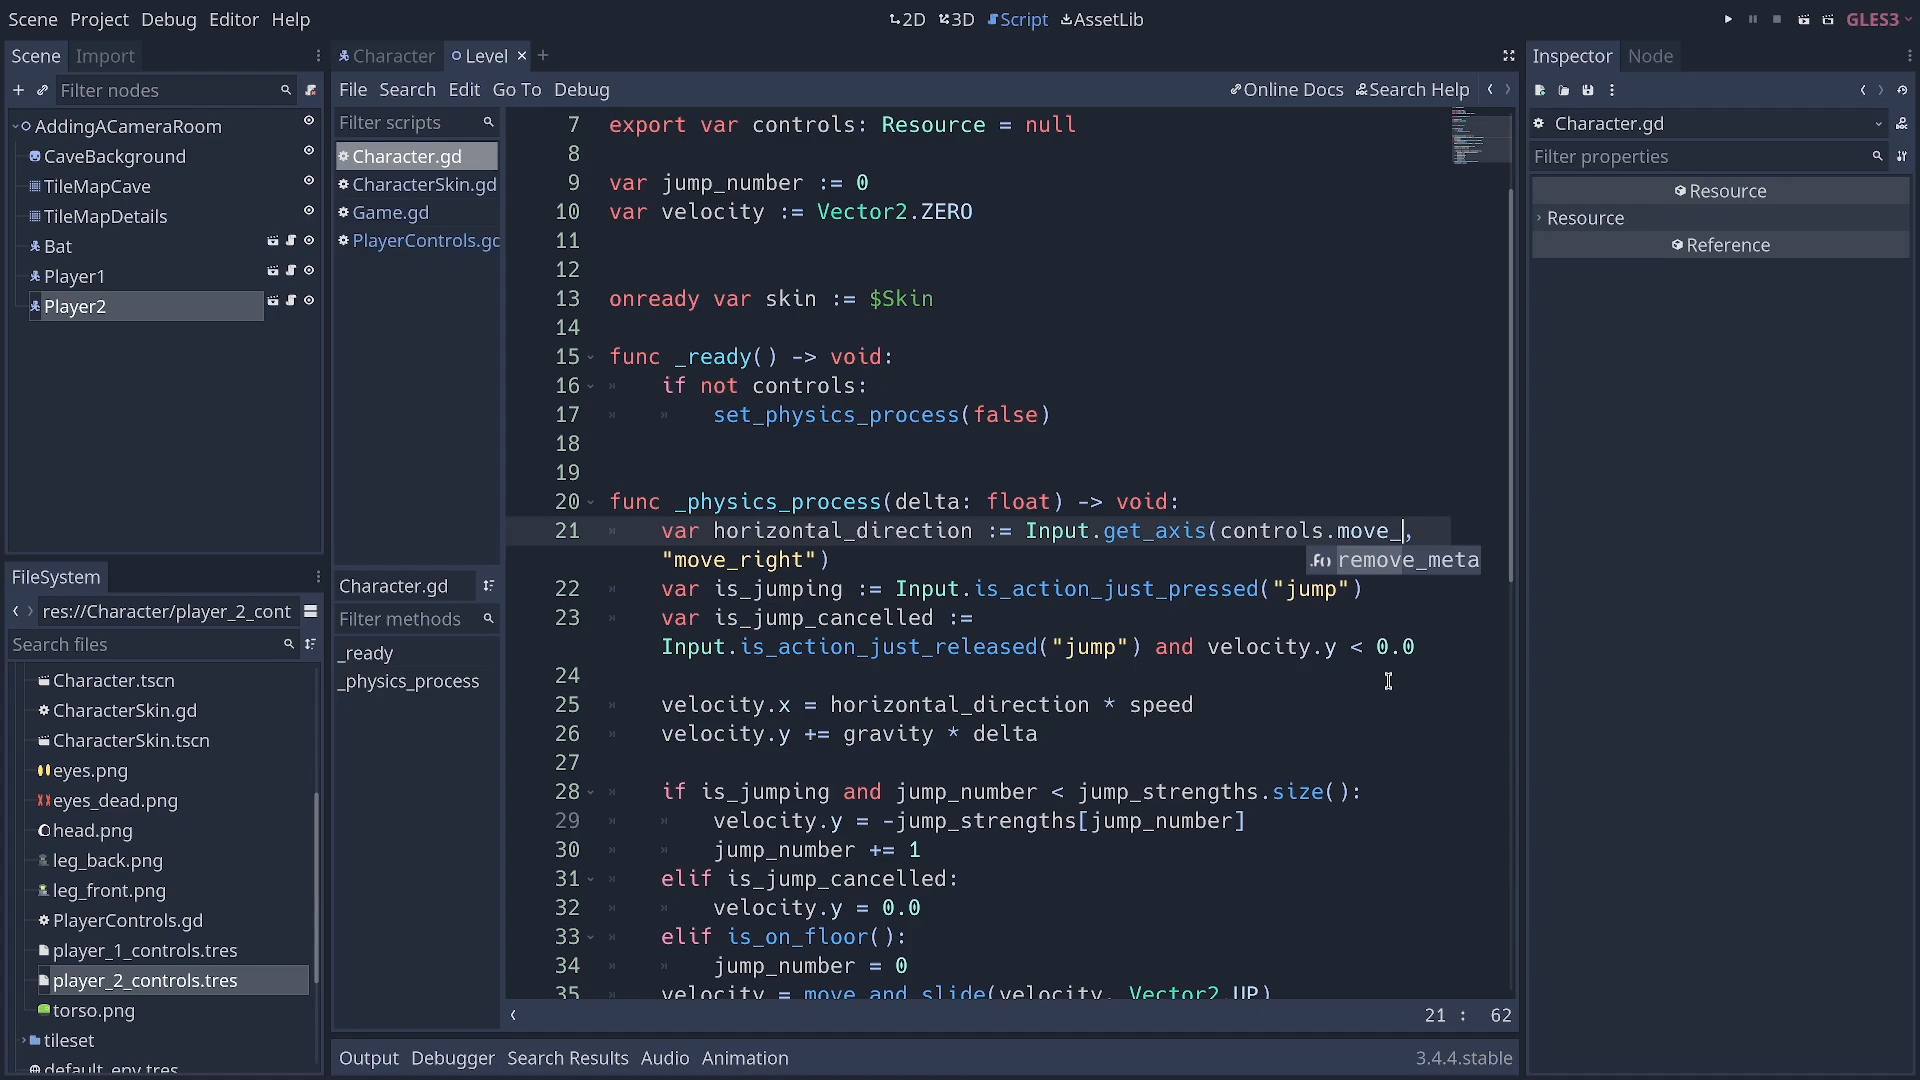 Scene Project Debug Editor Help
2D 3D Script AssetLib
GLES3
Scene Import
Filter nodes
AddingACameraRoom
CaveBackground
TileMapCave
TileMapDetails
Bat
Player1
Player2
FileSystem
res://Character/player_2_cont
Search files
Character.tscn
CharacterSkin.gd
CharacterSkin.tscn
eyes.png
eyes_dead.png
head.png
leg_back.png
leg_front.png
PlayerControls.gd
player_1_controls.tres
player_2_controls.tres
torso.png
tileset
default_env.tres
Character Level
File Search Edit Go To Debug
Online Docs Search Help
Filter scripts
Character.gd
CharacterSkin.gd
Game.gd
PlayerControls.gd
Character.gd
Filter methods
_ready
_physics_process
7 export var controls: Resource = null
8
9 var jump_number := 0
10 var velocity := Vector2.ZERO
11
12
13 onready var skin := $Skin
14
15 func _ready() -> void:
16 if not controls:
17 set_physics_process(false)
18
19
20 func _physics_process(delta: float) -> void:
21 var horizontal_direction := Input.get_axis(controls.move_,
"move_right")
remove_meta
22 var is_jumping := Input.is_action_just_pressed("jump")
23 var is_jump_cancelled :=
Input.is_action_just_released("jump") and velocity.y < 0.0
24
25 velocity.x = horizontal_direction * speed
26 velocity.y += gravity * delta
27
28 if is_jumping and jump_number < jump_strengths.size():
29 velocity.y = -jump_strengths[jump_number]
30 jump_number += 1
31 elif is_jump_cancelled:
32 velocity.y = 0.0
33 elif is_on_floor():
34 jump_number = 0
35 velocity = move_and_slide(velocity, Vector2.UP)
21 : 62
Output Debugger Search Results Audio Animation
3.4.4.stable
Inspector Node
Character.gd
Filter properties
Resource
Resource
Reference